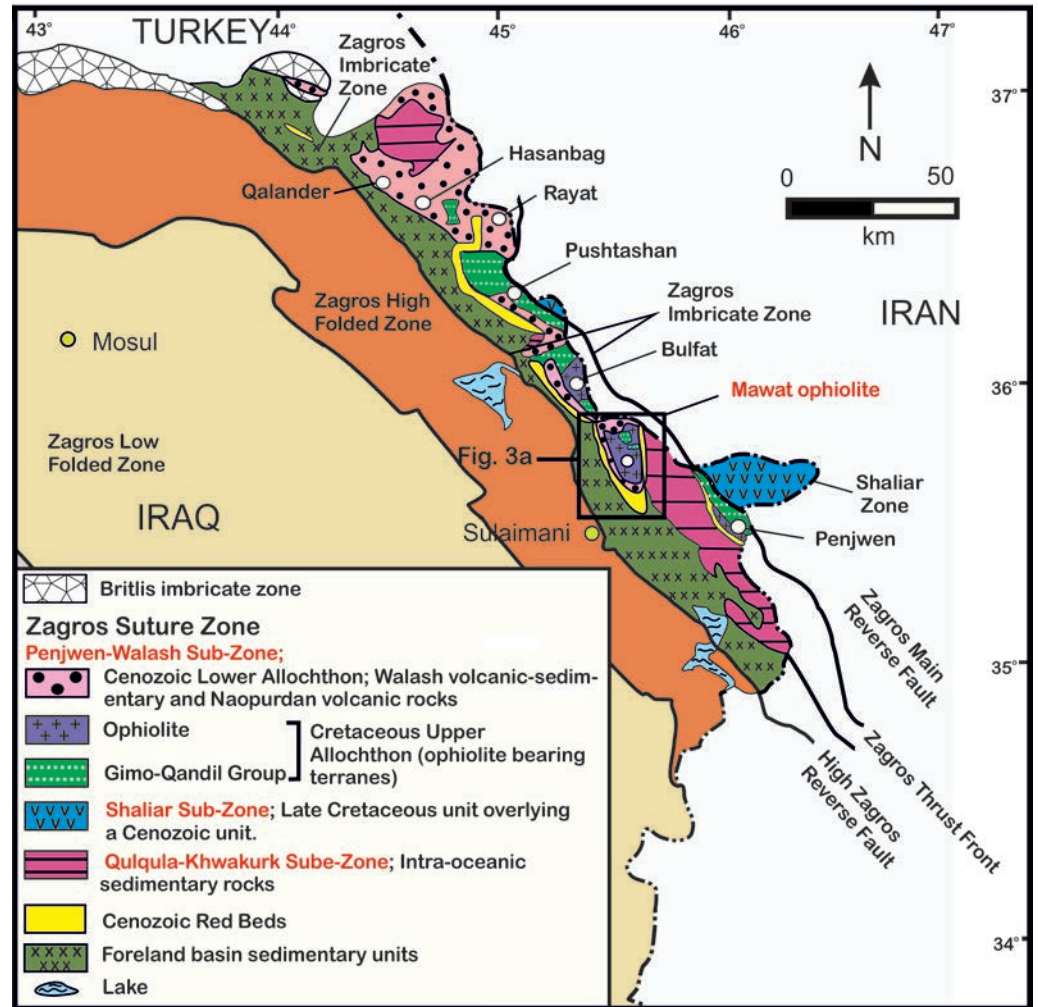 43°
44°
45°
46°
47°
TURKEY
Zagros
Imbricate
Zone
37°
N
Hasanbag
Qalander
Rayat
0 50
km
Pushtashan
Zagros High
Folded Zone
Zagros
Imbricate Zone
IRAN
Mosul
Bulfat
36°
Mawat ophiolite
Zagros Low
Folded Zone
Fig. 3a
Shaliar
Zone
IRAQ
Sulaimani
Penjwen
Zagros Main
Reverse Fault
35°
Zagros Thrust Front
High Zagros
Reverse Fault
34°
Britlis imbricate zone
Zagros Suture Zone
Penjwen-Walash Sub-Zone;
Cenozoic Lower Allochthon; Walash volcanic-sedim-
entary and Naopurdan volcanic rocks
Ophiolite
Cretaceous Upper
Allochthon (ophiolite bearing
terranes)
Gimo-Qandil Group
Shaliar Sub-Zone; Late Cretaceous unit overlying
a Cenozoic unit.
Qulqula-Khwakurk Sube-Zone; Intra-oceanic
sedimentary rocks
Cenozoic Red Beds
Foreland basin sedimentary units
Lake